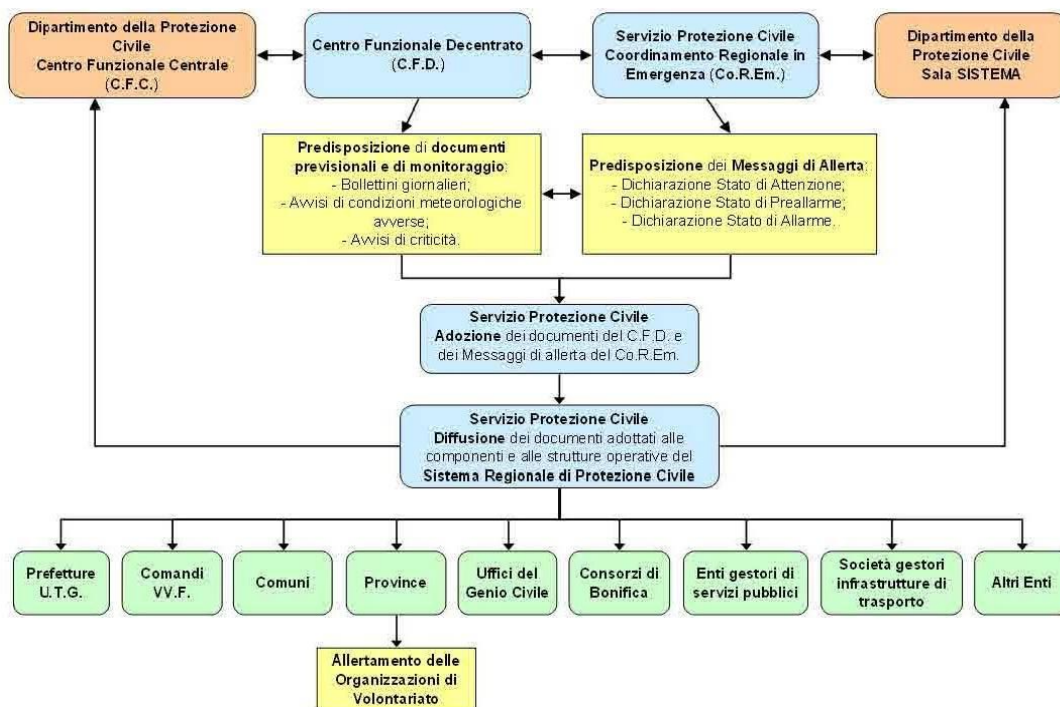 Dipartimento della Protezione
Civile
Centro Funzionale Centrale
(C.F.C.)
Centro Funzionale Decentrato
(C.F.D.)
Servizio Protezione Civile
Coordinamento Regionale in
Emergenza (Co.R.Em.)
Dipartimento della
Protezione Civile
Sala SISTEMA
Predisposizione di documenti
previsionali e di monitoraggio:
- Bollettini giornalieri;
- Avvisi di condizioni meteorologiche
avverse;
- Avvisi di criticità.
Predisposizione dei Messaggi di Allerta:
- Dichiarazione Stato di Attenzione;
- Dichiarazione Stato di Preallarme;
- Dichiarazione Stato di Allarme.
Servizio Protezione Civile
Adozione dei documenti del C.F.D. e
dei Messaggi di allerta del Co.R.Em.
Servizio Protezione Civile
Diffusione dei documenti adottati alle
componenti e alle strutture operative del
Sistema Regionale di Protezione Civile
Prefetture
U.T.G.
Comandi
VV.F.
Comuni
Province
Uffici del
Genio Civile
Consorzi di
Bonifica
Enti gestori di
servizi pubblici
Società gestori
infrastrutture di
trasporto
Altri Enti
Allertamento delle
Organizzazioni di
Volontariato